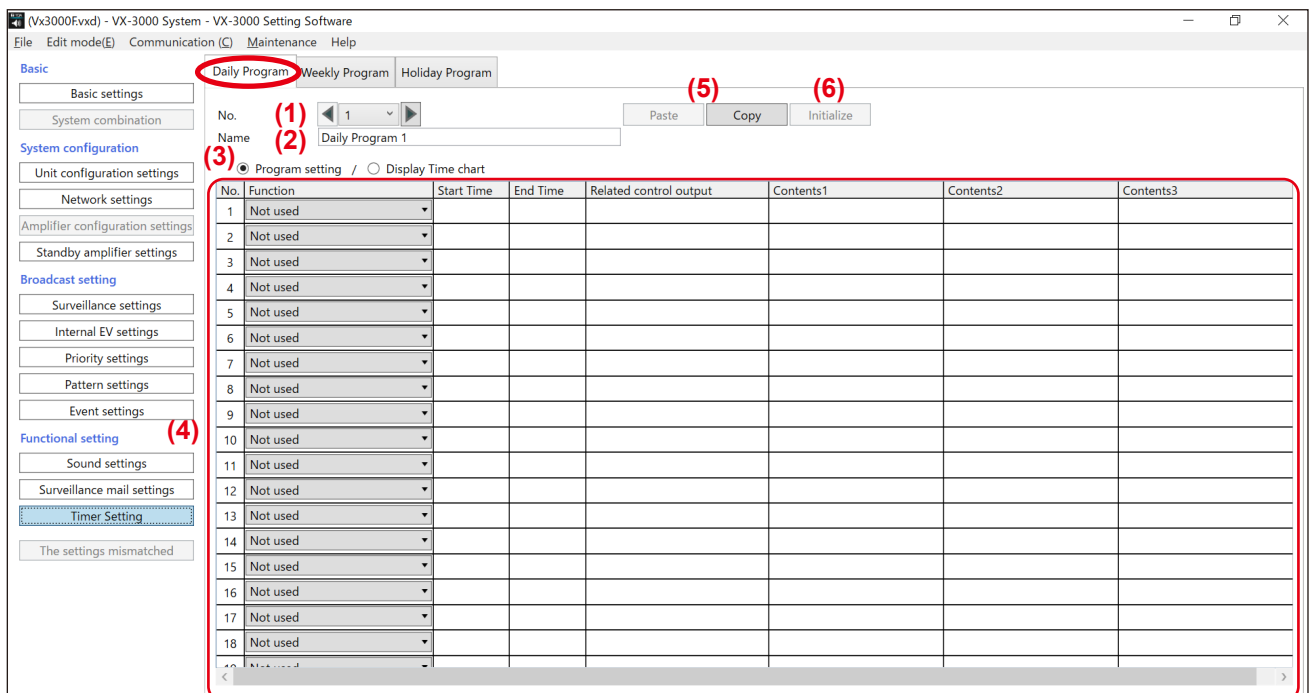 (Vx3000F.vxd) - VX-3000 System - VX-3000 Setting Software
File Edit mode(E) Communication (C) Maintenance Help
Basic
Basic settings
System combination
System configuration
Unit configuration settings
Network settings
Amplifier configuration settings
Standby amplifier settings
Broadcast setting
Surveillance settings
Internal EV settings
Priority settings
Pattern settings
Event settings
(4)
Functional setting
Sound settings
Surveillance mail settings
Timer Setting
The settings mismatched
Daily Program Weekly Program Holiday Program
(5) (6)
No. (1) 1 Paste Copy Initialize
Name (2) Daily Program 1
(3) Program setting / Display Time chart
No. Function Start Time End Time Related control output Contents1 Contents2 Contents3
1 Not used
2 Not used
3 Not used
4 Not used
5 Not used
6 Not used
7 Not used
8 Not used
9 Not used
10 Not used
11 Not used
12 Not used
13 Not used
14 Not used
15 Not used
16 Not used
17 Not used
18 Not used